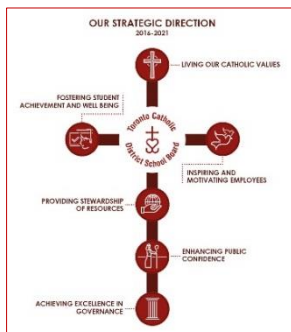 OUR STRATEGIC DIRECTION
2016-2021
LIVING OUR CATHOLIC VALUES
FOSTERING STUDENT
ACHIEVEMENT AND WELL BEING
Toronto Catholic
District School Board
INSPIRING AND
MOTIVATING EMPLOYEES
PROVIDING STEWARDSHIP
OF RESOURCES
ENHANCING PUBLIC
CONFIDENCE
ACHIEVING EXCELLENCE IN
GOVERNANCE